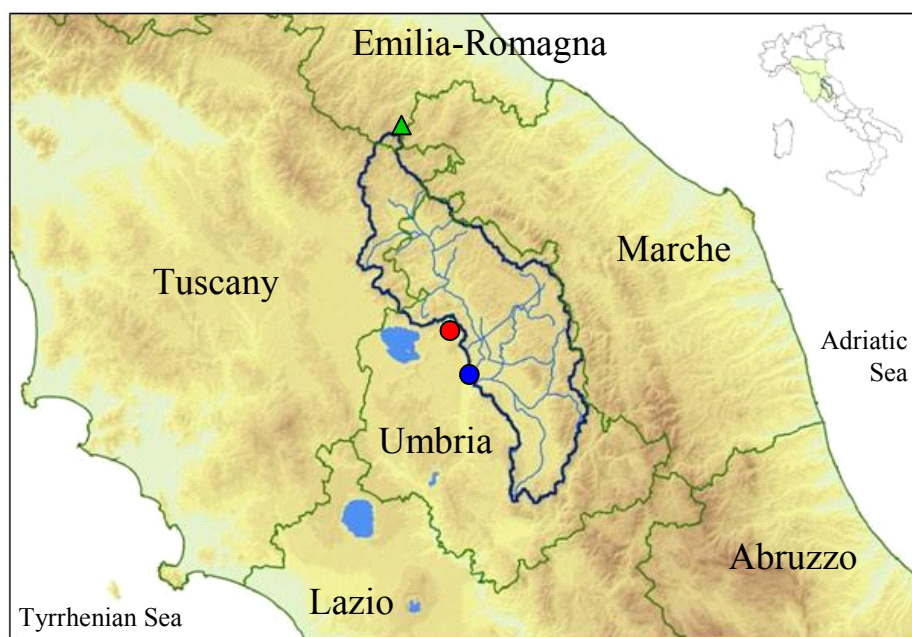 Emilia-Romagna
Marche
Tuscany
Adriatic
Sea
Umbria
Abruzzo
Lazio
Tyrrhenian Sea